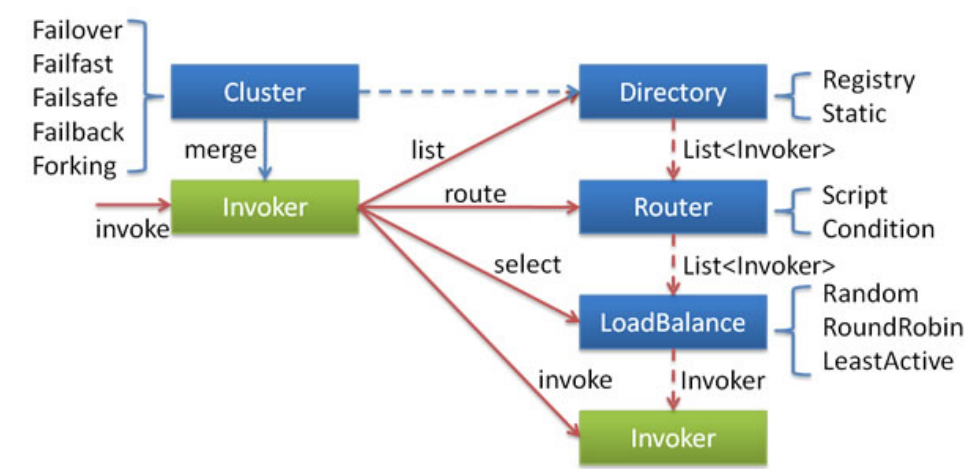 Failover
Failfast
Failsafe
Failback
Forking
Cluster
merge
invoke
Invoker
list
route
select
invoke
Directory
Registry
Static
List<Invoker>
Router
Script
Condition
List<Invoker>
LoadBalance
Random
RoundRobin
LeastActive
Invoker
Invoker